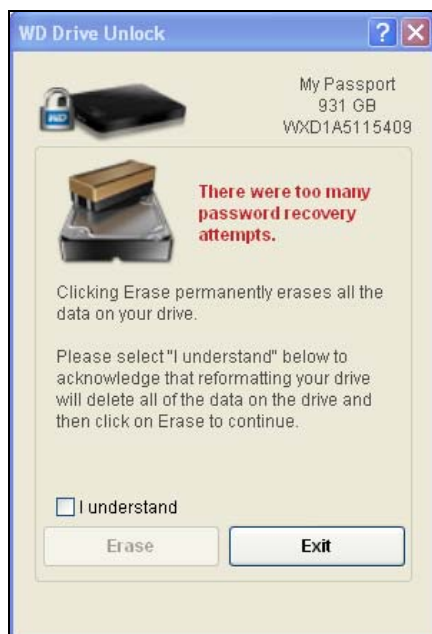 WD Drive Unlock
My Passport
931 GB
WXD1A5115409
WD
There were too many
password recovery
attempts.
Clicking Erase permanently erases all the
data on your drive.
Please select "I understand" below to
acknowledge that reformatting your drive
will delete all of the data on the drive and
then click on Erase to continue.
I understand
Erase
Exit